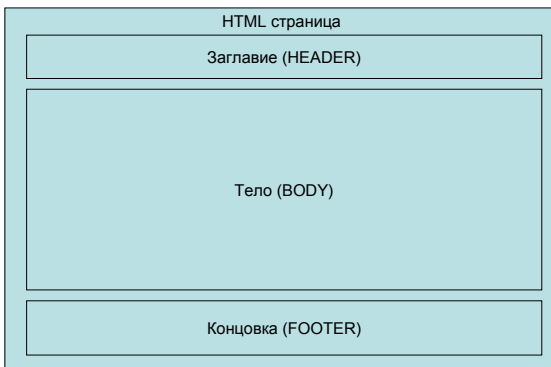 HTML страница
Заглавие (HEADER)
Тело (BODY)
Концовка (FOOTER)